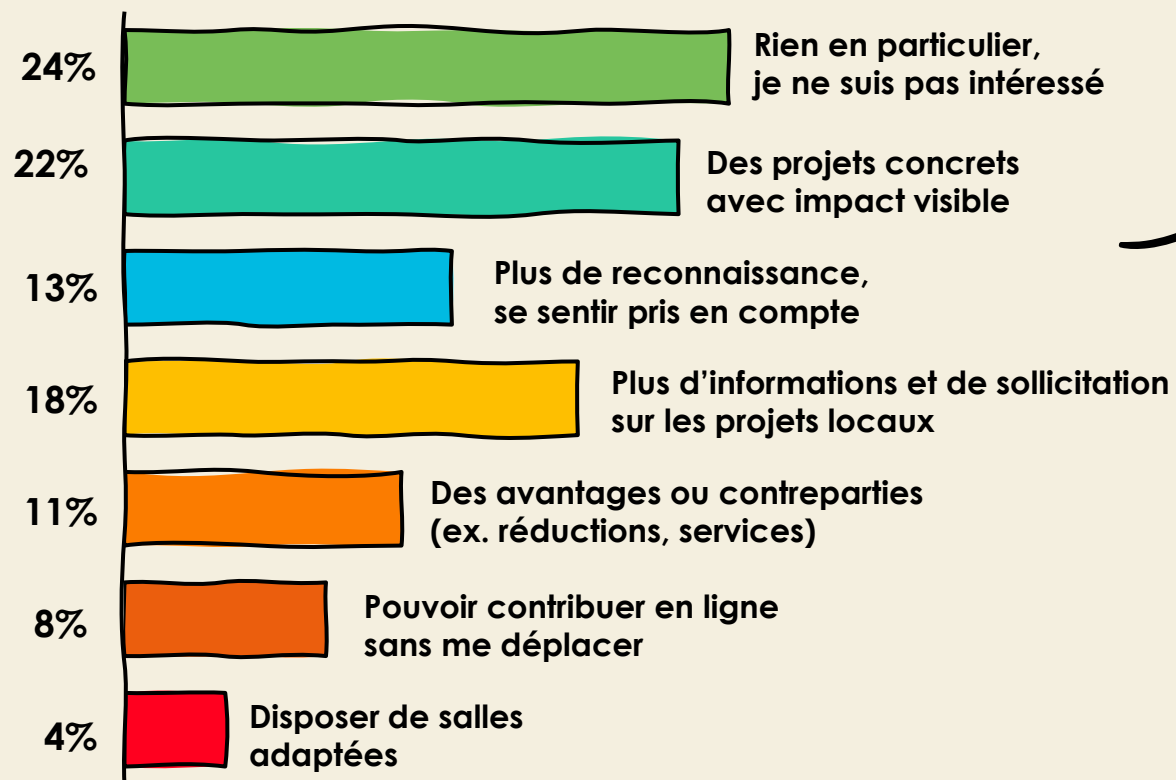 24%
Rien en particulier,
je ne suis pas intéressé
22%
Des projets concrets
avec impact visible
13%
Plus de reconnaissance,
se sentir pris en compte
18%
Plus d’informations et de sollicitation
sur les projets locaux
11%
Des avantages ou contreparties
(ex. réductions, services)
8%
Pouvoir contribuer en ligne
sans me déplacer
4%
Disposer de salles
adaptées